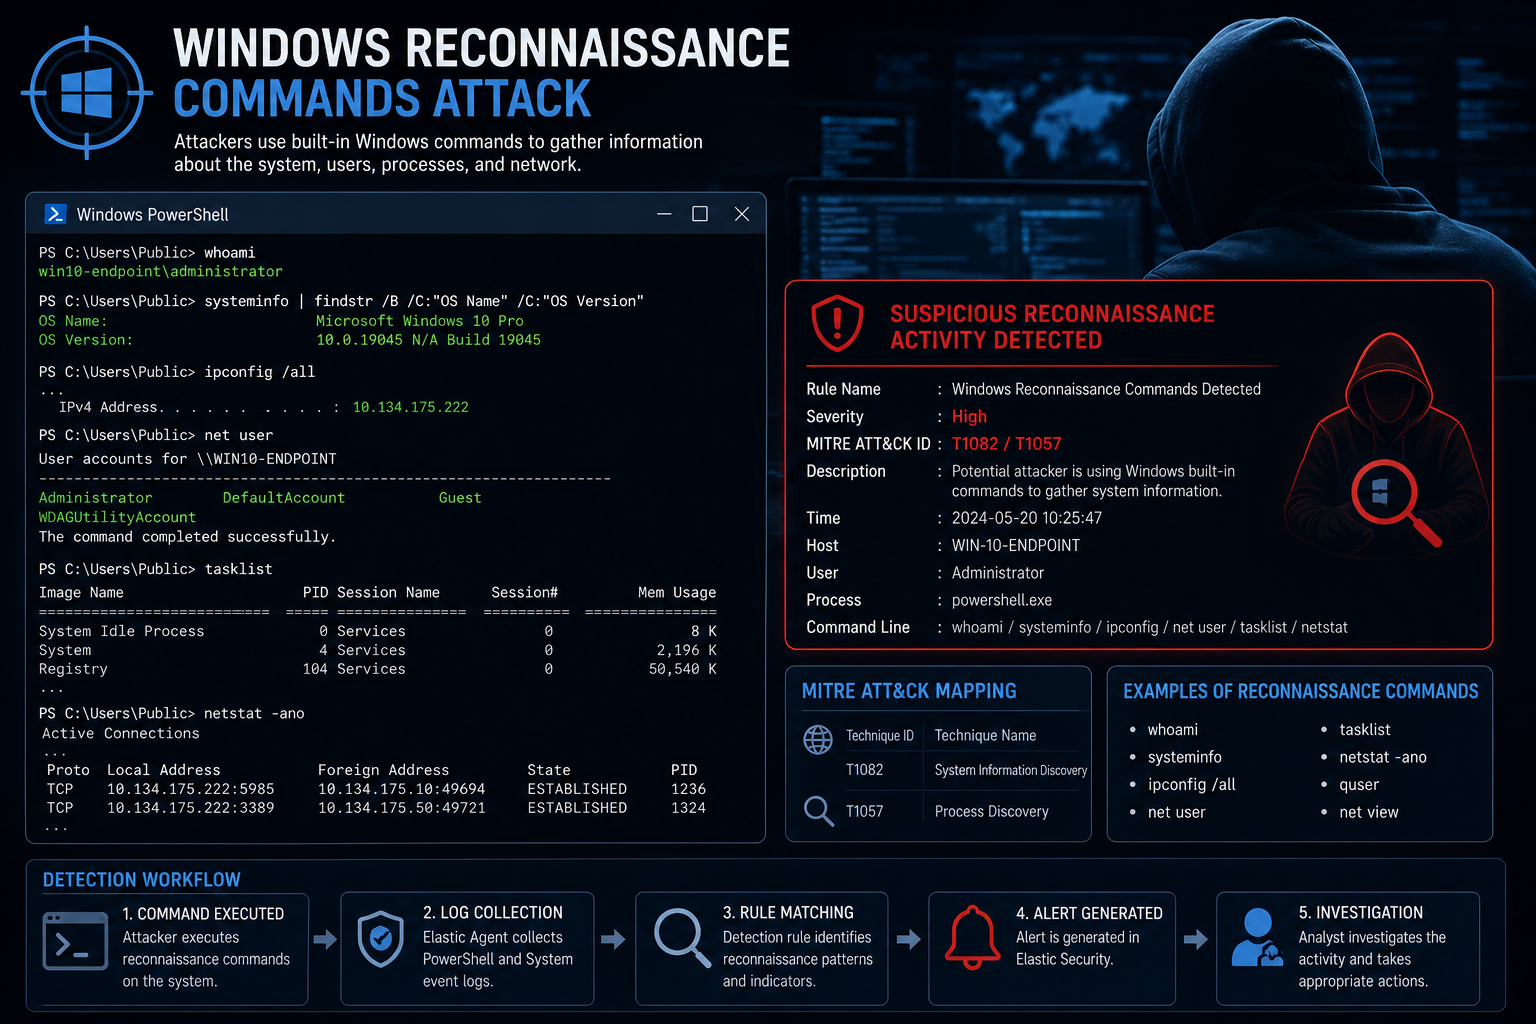 WINDOWS RECONNAISSANCE
COMMANDS ATTACK
Attackers use built-in Windows commands to gather information
about the system, users, processes, and network.
Windows PowerShell
PS C:\Users\Public> whoami
win10-endpoint\administrator
PS C:\Users\Public> systeminfo | findstr /B /C:"OS Name" /C:"OS Version"
OS Name: Microsoft Windows 10 Pro
OS Version: 10.0.19045 N/A Build 19045
PS C:\Users\Public> ipconfig /all
...
IPv4 Address. . . . . . . . . . : 10.134.175.222
PS C:\Users\Public> net user
User accounts for \\WIN10-ENDPOINT
-------------------------------------------------------------------
Administrator DefaultAccount Guest
WDAGUtilityAccount
The command completed successfully.
PS C:\Users\Public> tasklist
Image Name PID Session Name Session# Mem Usage
========================= ===== =============== ========== ===============
System Idle Process 0 Services 0 8 K
System 4 Services 0 2,196 K
Registry 104 Services 0 50,540 K
...
PS C:\Users\Public> netstat -ano
Active Connections
...
Proto Local Address Foreign Address State PID
TCP 10.134.175.222:5985 10.134.175.10:49694 ESTABLISHED 1236
TCP 10.134.175.222:3389 10.134.175.50:49721 ESTABLISHED 1324
...
SUSPICIOUS RECONNAISSANCE
ACTIVITY DETECTED
Rule Name : Windows Reconnaissance Commands Detected
Severity : High
MITRE ATT&CK ID : T1082 / T1057
Description : Potential attacker is using Windows built-in
commands to gather system information.
Time : 2024-05-20 10:25:47
Host : WIN-10-ENDPOINT
User : Administrator
Process : powershell.exe
Command Line : whoami / systeminfo / ipconfig / net user / tasklist / netstat
MITRE ATT&CK MAPPING
Technique ID Technique Name
T1082 System Information Discovery
T1057 Process Discovery
EXAMPLES OF RECONNAISSANCE COMMANDS
• whoami
• systeminfo
• ipconfig /all
• net user
• tasklist
• netstat -ano
• quser
• net view
DETECTION WORKFLOW
1. COMMAND EXECUTED
Attacker executes
reconnaissance commands
on the system.
2. LOG COLLECTION
Elastic Agent collects
PowerShell and System
event logs.
3. RULE MATCHING
Detection rule identifies
reconnaissance patterns
and indicators.
4. ALERT GENERATED
Alert is generated in
Elastic Security.
5. INVESTIGATION
Analyst investigates the
activity and takes
appropriate actions.